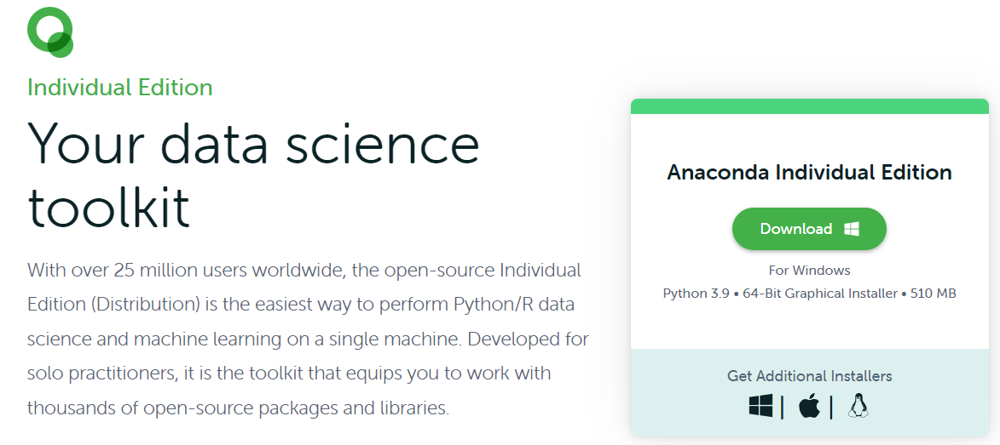 Individual Edition
Your data science
toolkit
With over 25 million users worldwide, the open-source Individual
Edition (Distribution) is the easiest way to perform Python/R data
science and machine learning on a single machine. Developed for
solo practitioners, it is the toolkit that equips you to work with
thousands of open-source packages and libraries.
Anaconda Individual Edition
Download
For Windows
Python 3.9 • 64-Bit Graphical Installer • 510 MB
Get Additional Installers
| |